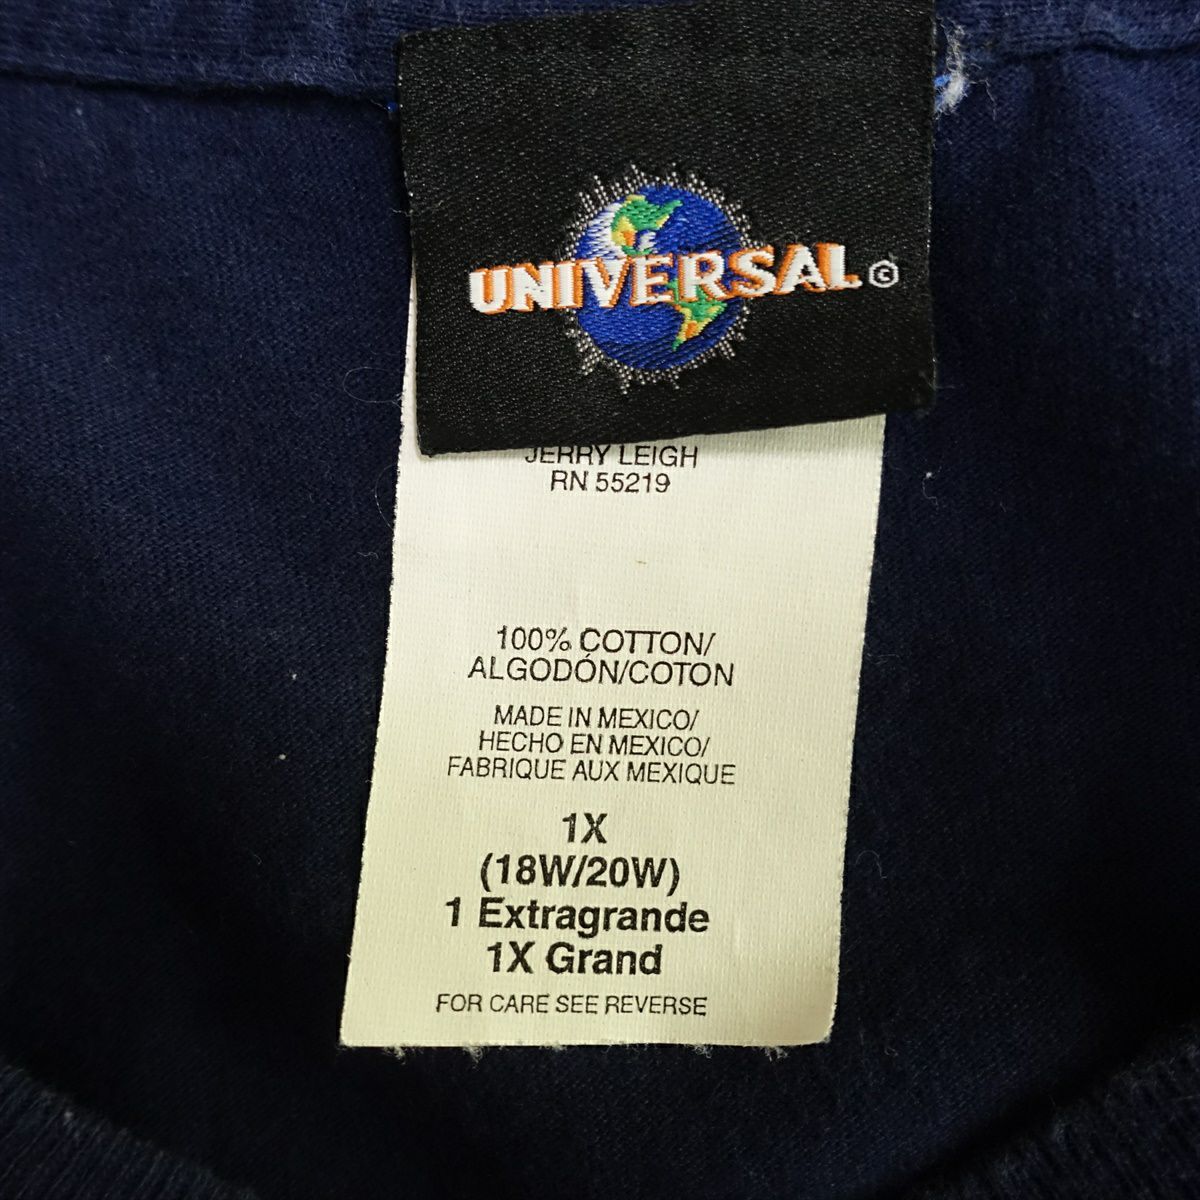 UNIVERSAL ©
JERRY LEIGH
RN 55219
100% COTTON/
ALGODÓN/COTON
MADE IN MEXICO/
HECHO EN MEXICO/
FABRIQUE AUX MEXIQUE
1X
(18W/20W)
1 Extragrande
1X Grand
FOR CARE SEE REVERSE